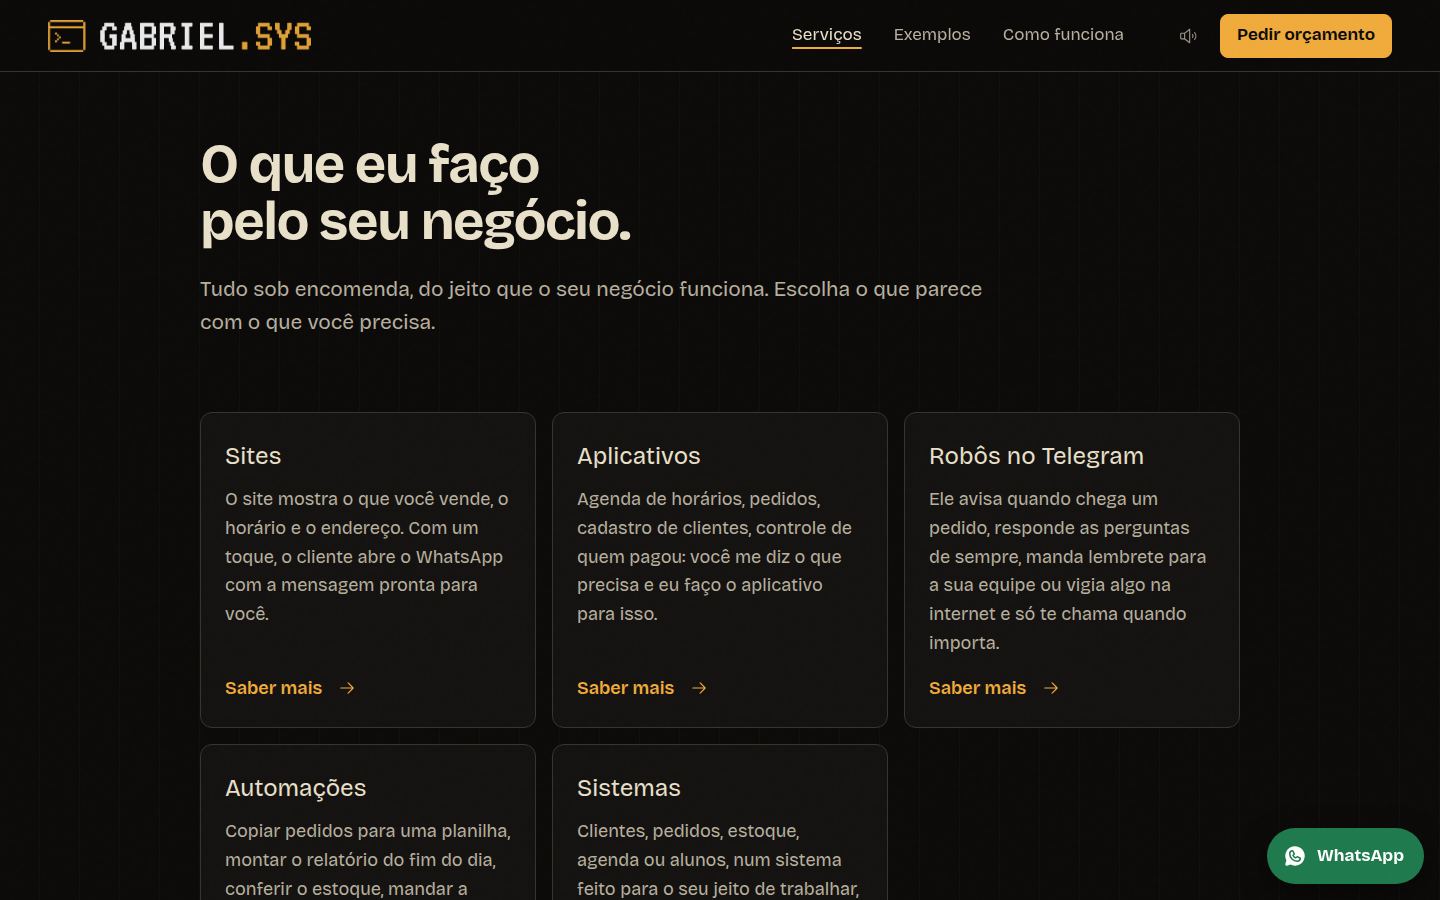 GABRIEL.SYS
Serviços
Exemplos
Como funciona
Pedir orçamento
O que eu faço
pelo seu negócio.
Tudo sob encomenda, do jeito que o seu negócio funciona. Escolha o que parece
com o que você precisa.
Sites
O site mostra o que você vende, o
horário e o endereço. Com um
toque, o cliente abre o WhatsApp
com a mensagem pronta para
você.
Saber mais
Aplicativos
Agenda de horários, pedidos,
cadastro de clientes, controle de
quem pagou: você me diz o que
precisa e eu faço o aplicativo
para isso.
Saber mais
Robôs no Telegram
Ele avisa quando chega um
pedido, responde as perguntas
de sempre, manda lembrete para
a sua equipe ou vigia algo na
internet e só te chama quando
importa.
Saber mais
Automações
Copiar pedidos para uma planilha,
montar o relatório do fim do dia,
conferir o estoque, mandar a
Sistemas
Clientes, pedidos, estoque,
agenda ou alunos, num sistema
feito para o seu jeito de trabalhar,
WhatsApp